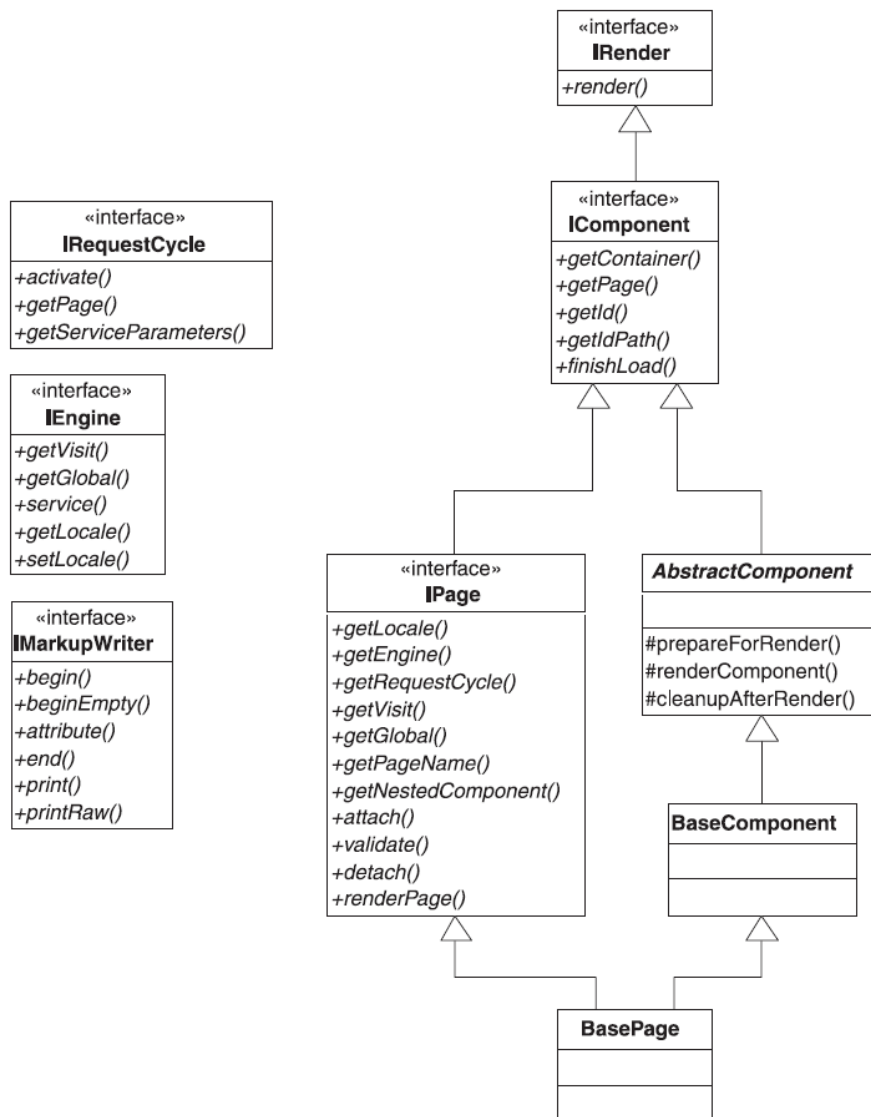 «interface»
IRender
+render()
«interface»
IComponent
+getContainer()
+getPage()
+getId()
+getIdPath()
+finishLoad()
«interface»
IRequestCycle
+activate()
+getPage()
+getServiceParameters()
«interface»
IEngine
+getVisit()
+getGlobal()
+service()
+getLocale()
+setLocale()
«interface»
IMarkupWriter
+begin()
+beginEmpty()
+attribute()
+end()
+print()
+printRaw()
«interface»
IPage
+getLocale()
+getEngine()
+getRequestCycle()
+getVisit()
+getGlobal()
+getPageName()
+getNestedComponent()
+attach()
+validate()
+detach()
+renderPage()
AbstractComponent
#prepareForRender()
#renderComponent()
#cleanupAfterRender()
BaseComponent
BasePage